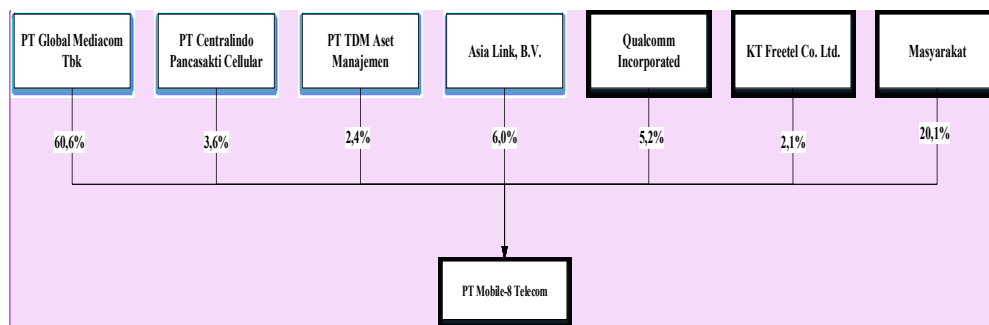 PT Global Mediacom
Tbk
PT Centralindo
Pancasakti Cellular
PT TDM Aset
Manajemen
Asia Link, B.V.
Qualcomm
Incorporated
KT Freetel Co. Ltd.
Masyarakat
60,6%
3,6%
2,4%
6,0%
5,2%
2,1%
20,1%
PT Mobile-8 Telecom